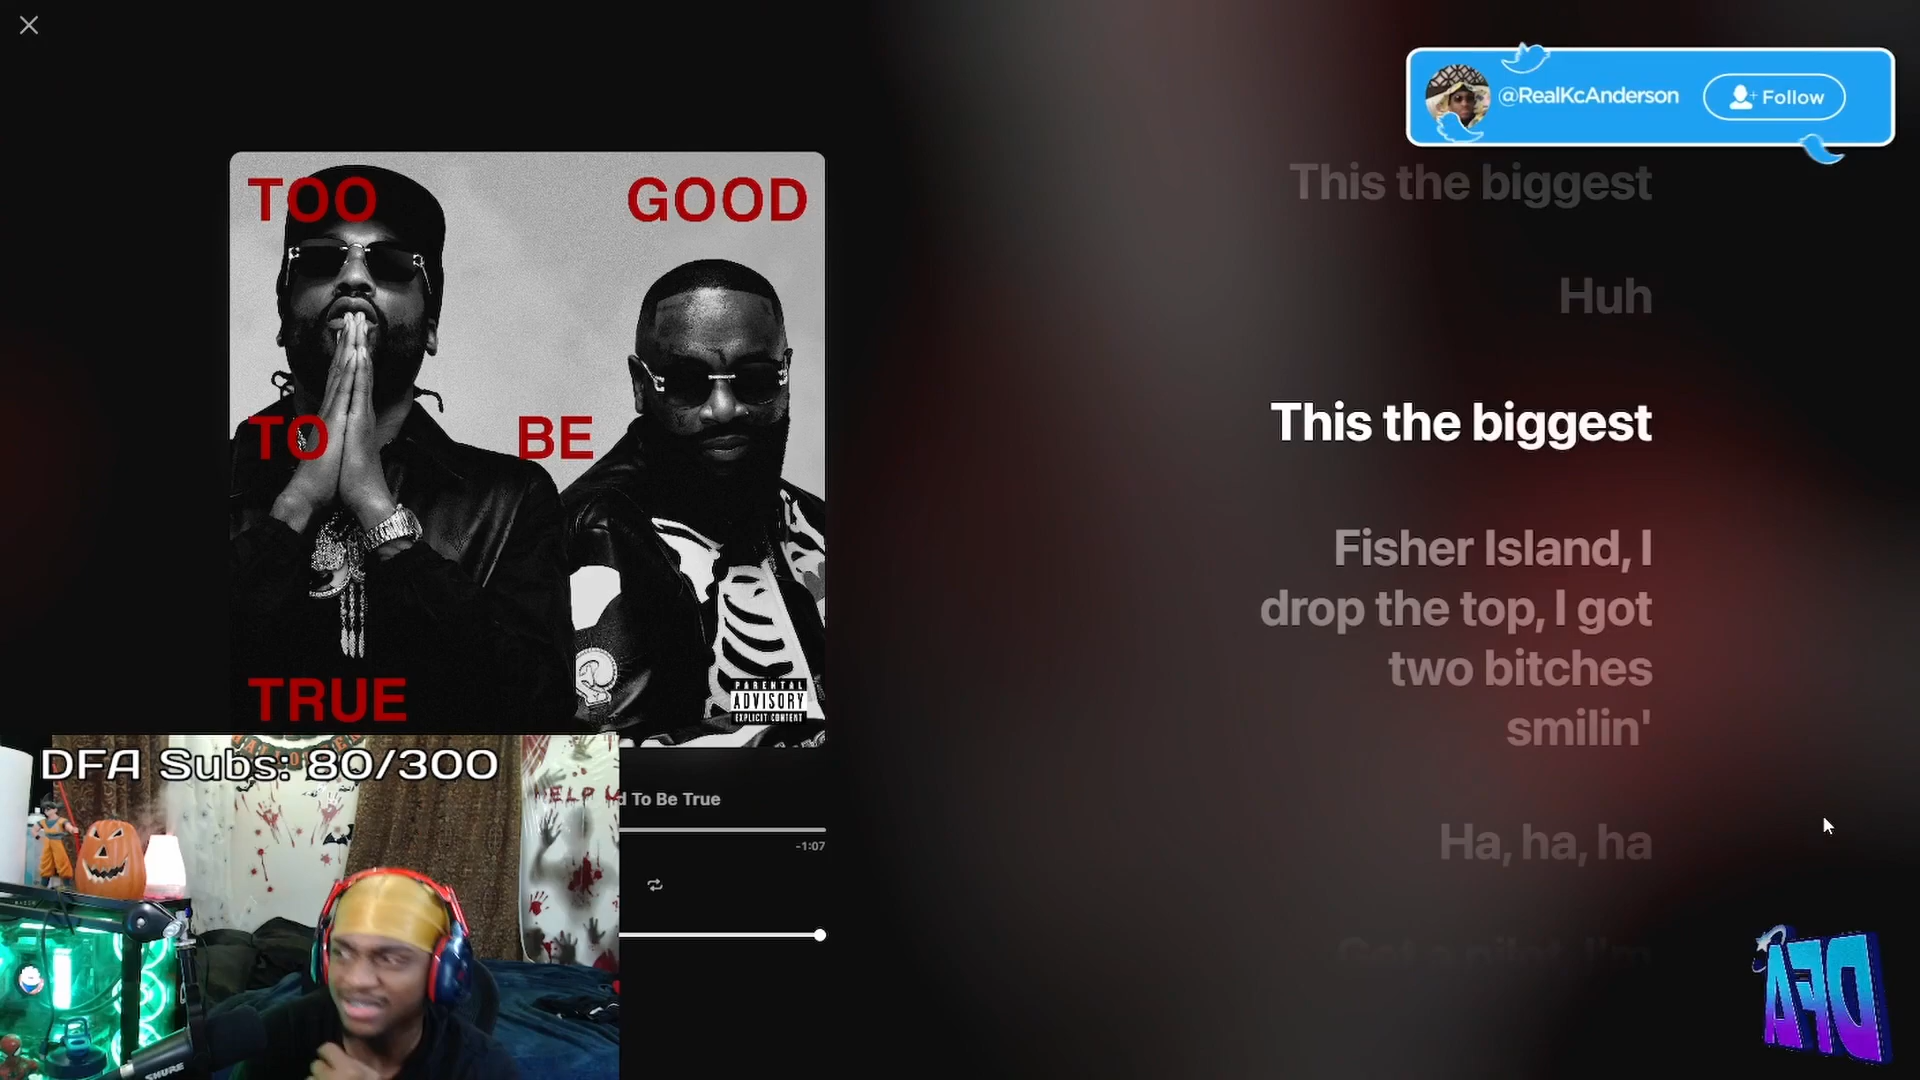 @RealKcAnderson
Follow
TOO GOOD
TO BE
TRUE
PARENTAL
ADVISORY
EXPLICIT CONTENT
d To Be True
-1:07
This the biggest
Huh
This the biggest
Fisher Island, I
drop the top, I got
two bitches
smilin'
Ha, ha, ha
DFA Subs: 80/300
HELP
SHURE
DFA